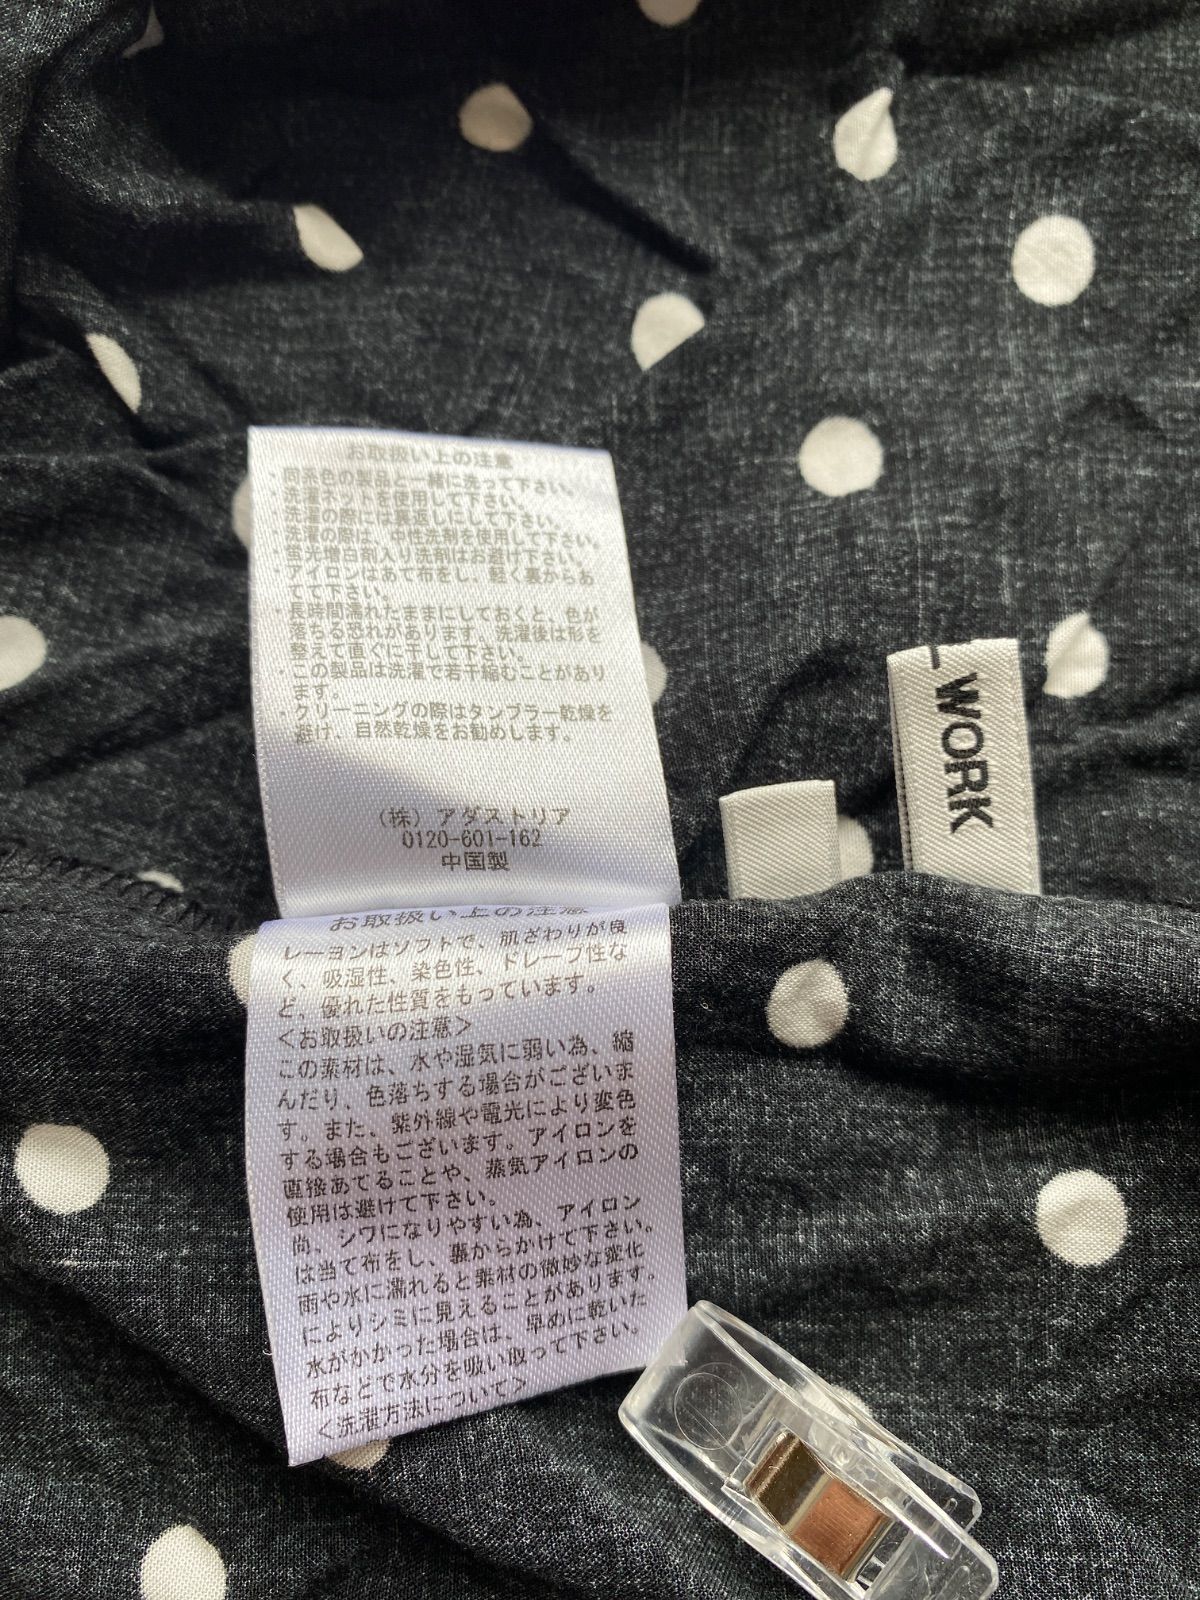 お取扱い上の注意
・同系色の製品と一緒に洗って下さい。
・洗濯ネットを使用して下さい。
・洗濯の際には裏返しにして下さい。
・洗濯の際は、中性洗剤を使用して下さい。
・蛍光増白剤入り洗剤はお避け下さい。
・アイロンはあて布をし、軽く裏からあ
てて下さい。
・長時間濡れたままにしておくと、色が
落ちる恐れがあります。洗濯後は形を
整えて直ぐに干して下さい。
・この製品は洗濯で若干縮むことがあり
ます。
・クリーニングの際はタンブラー乾燥を
避け、自然乾燥をお勧めします。
（株）アダストリア
0120-601-162
中国製
お取扱い上の注意
レーヨンはソフトで、肌ざわりが良
く、吸湿性、染色性、ドレープ性な
ど、優れた性質をもっています。
＜お取扱いの注意＞
この素材は、水や湿気に弱い為、縮
んだり、色落ちする場合がございま
す。また、紫外線や電光により変色
する場合もございます。アイロンを
直接あてることや、蒸気アイロンの
使用は避けて下さい。
尚、シワになりやすい為、アイロン
は当て布をし、裏からかけて下さい。
雨や水に濡れると素材の微妙な変化
によりシミに見えることがあります。
水がかかった場合は、早めに乾いた
布などで水分を吸い取って下さい。
＜洗濯方法について＞
L WORK